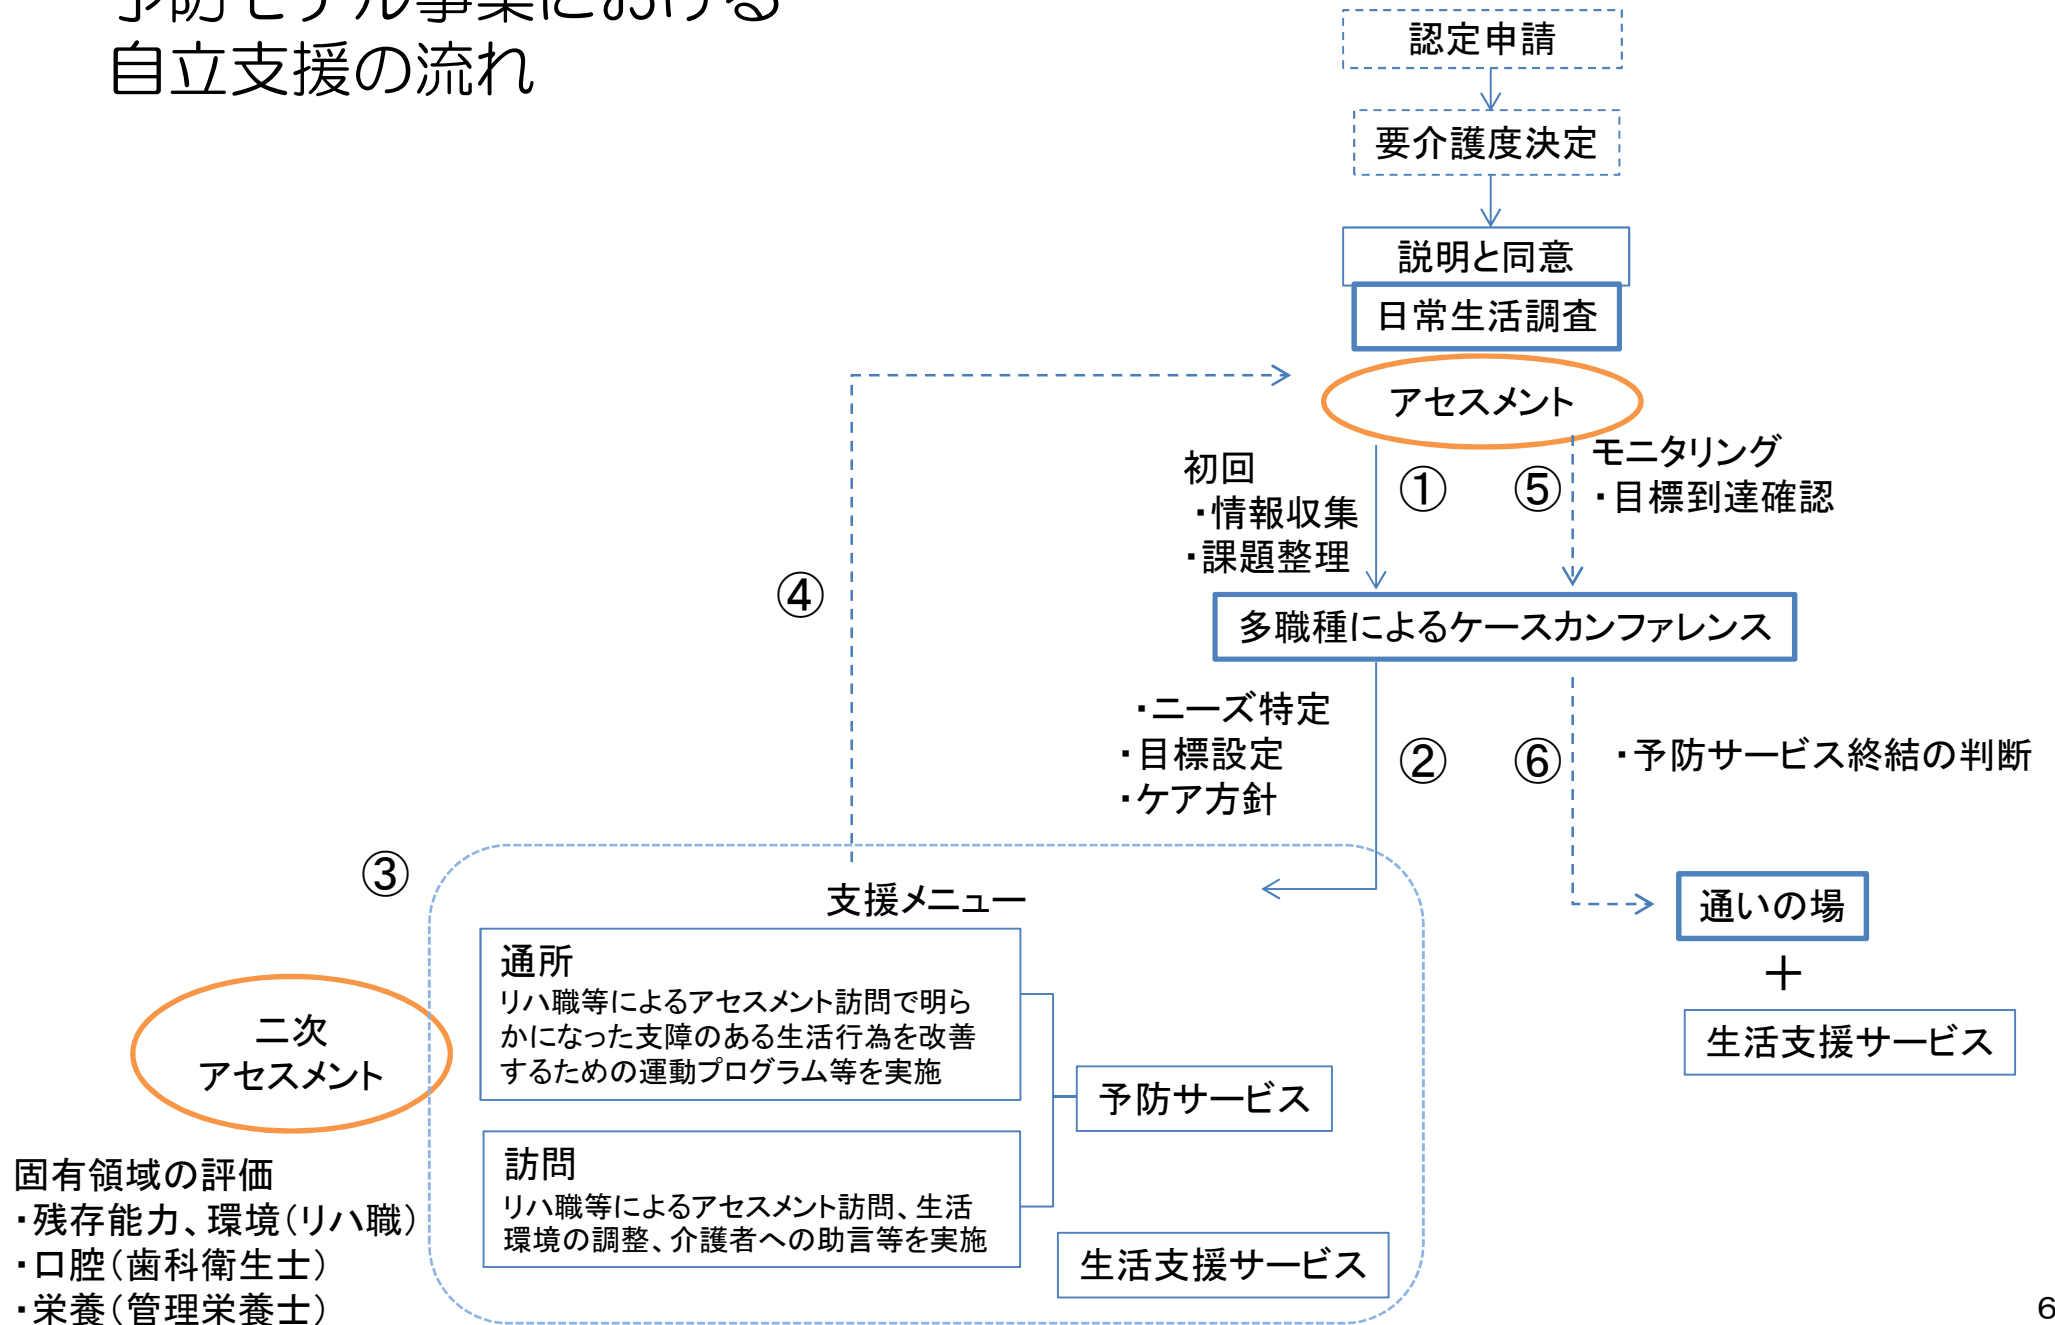 予防モデル事業における
自立支援の流れ
認定申請
要介護度決定
説明と同意
日常生活調査
アセスメント
初回
・情報収集
・課題整理
①
⑤
モニタリング
・目標到達確認
④
多職種によるケースカンファレンス
・ニーズ特定
・目標設定
・ケア方針
②
⑥
・予防サービス終結の判断
③
支援メニュー
通いの場
＋
生活支援サービス
通所
リハ職等によるアセスメント訪問で明ら
かになった支障のある生活行為を改善
するための運動プログラム等を実施
予防サービス
訪問
リハ職等によるアセスメント訪問、生活
環境の調整、介護者への助言等を実施
生活支援サービス
二次
アセスメント
固有領域の評価
・残存能力、環境（リハ職）
・口腔（歯科衛生士）
・栄養（管理栄養士）
6